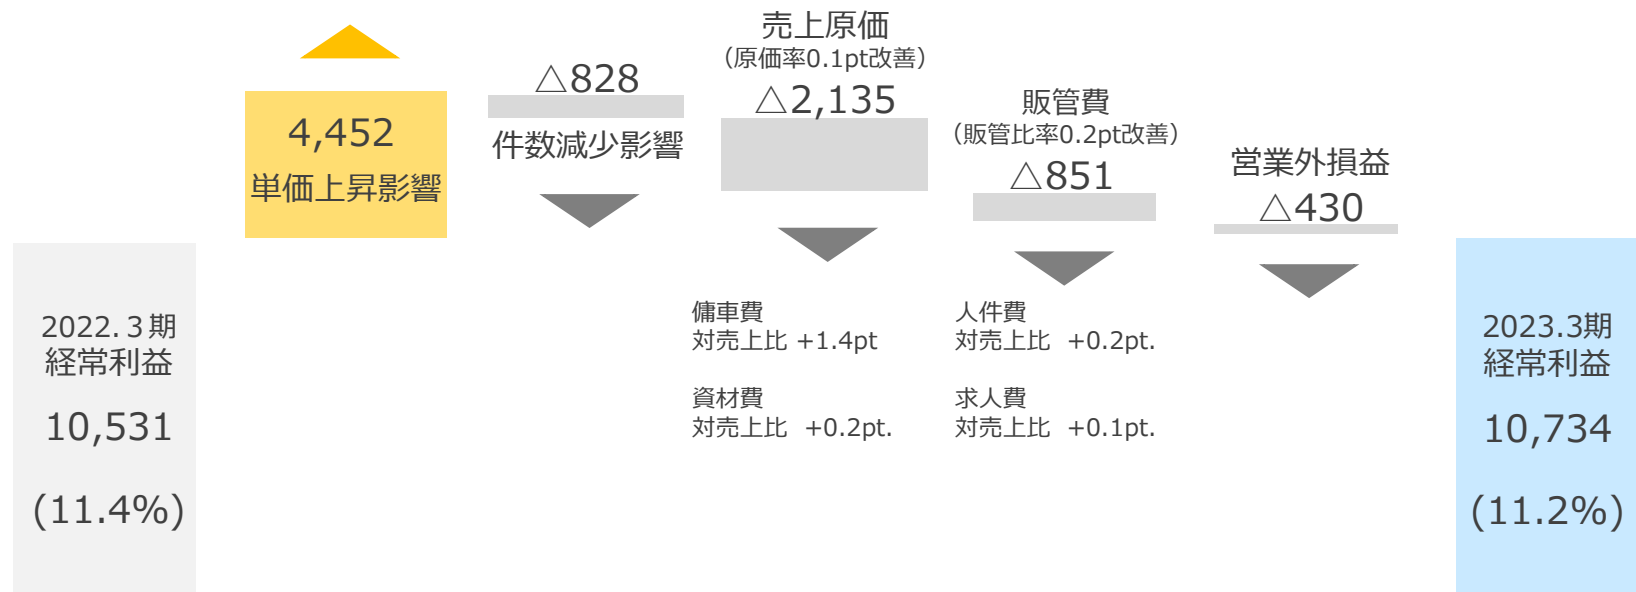 2022.３期
経常利益
10,531
(11.4%)
4,452
単価上昇影響
△828
件数減少影響
売上原価
（原価率0.1pt改善）
△2,135
傭車費
対売上比 +1.4pt
資材費
対売上比 +0.2pt.
販管費
（販管比率0.2pt改善）
△851
人件費
対売上比 +0.2pt.
求人費
対売上比 +0.1pt.
営業外損益
△430
2023.3期
経常利益
10,734
(11.2%)